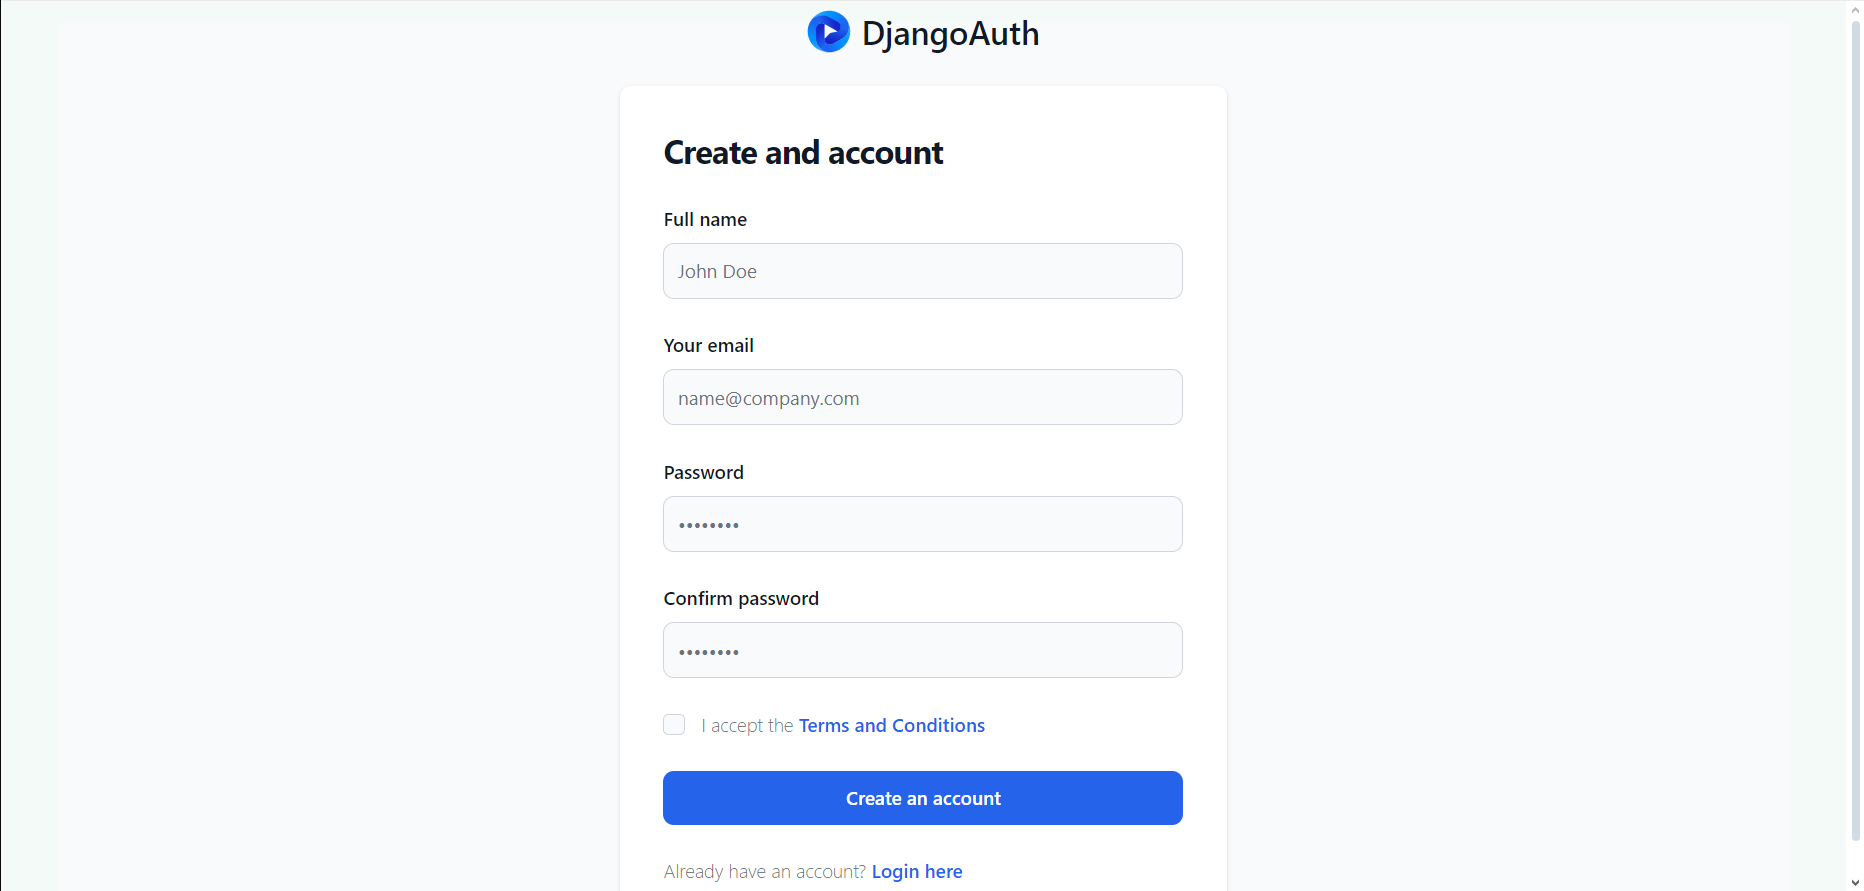 DjangoAuth
Create and account
Full name
John Doe
Your email
name@company.com
Password
••••••••
Confirm password
••••••••
I accept the Terms and Conditions
Create an account
Already have an account? Login here